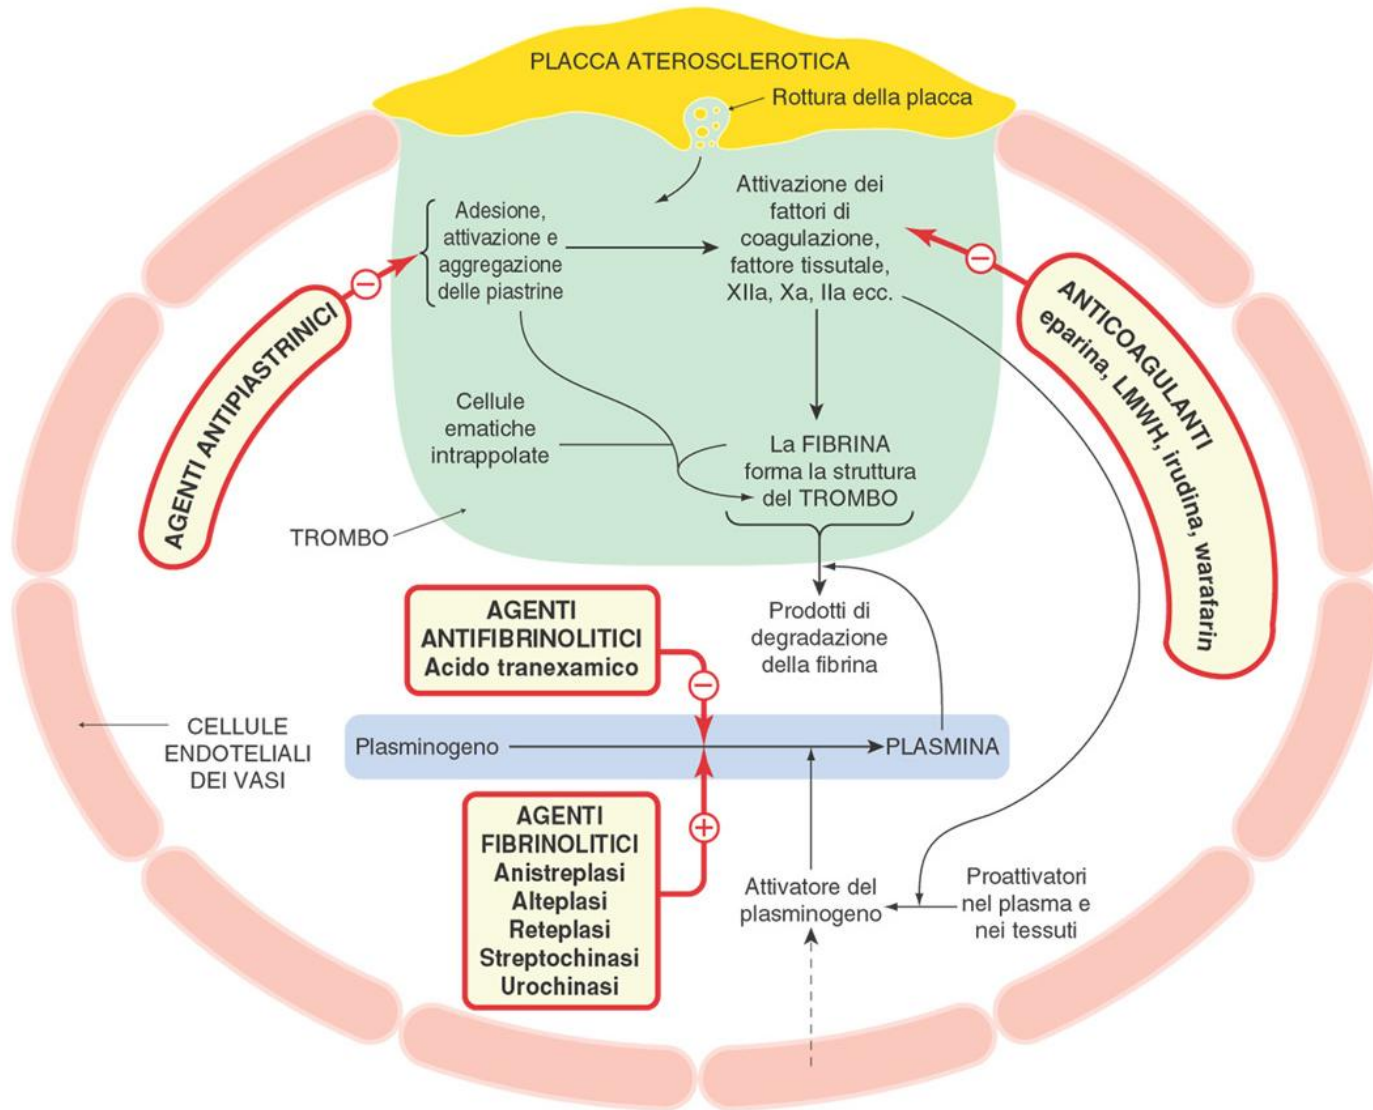 PLACCA ATEROSCLEROTICA
Rottura della placca
Adesione,
attivazione e
aggregazione
delle piastrine
Attivazione dei
fattori di
coagulazione,
fattore tissutale,
XIIa, Xa, IIa ecc.
AGENTI ANTIPIASTRINICI
ANTICOAGULANTI
eparina, LMWH, irudina, warafarin
Cellule
ematiche
intrappolate
La FIBRINA
forma la struttura
del TROMBO
TROMBO
AGENTI
ANTIFIBRINOLITICI
Acido tranexamico
Prodotti di
degradazione
della fibrina
CELLULE
ENDOTELIALI
DEI VASI
Plasminogeno
PLASMINA
AGENTI
FIBRINOLITICI
Anistreplasi
Alteplasi
Reteplasi
Streptochinasi
Urochinasi
Attivatore del
plasminogeno
Proattivatori
nel plasma e
nei tessuti